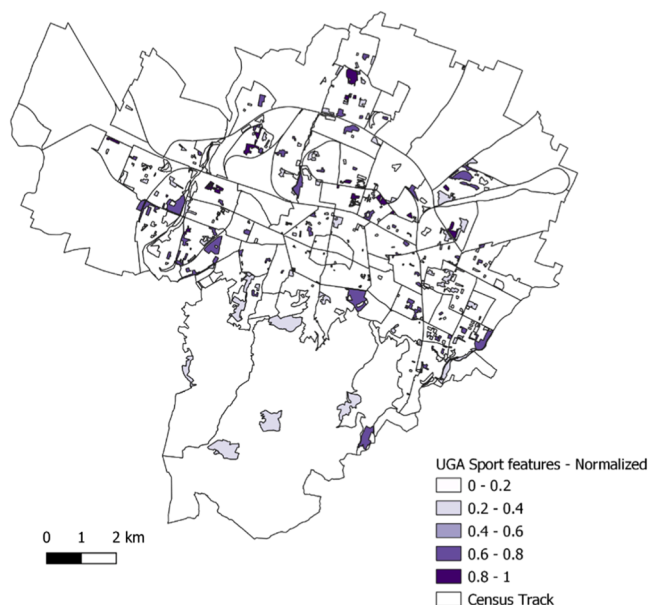 UGA Sport features - Normalized
0 - 0.2
0.2 - 0.4
0.4 - 0.6
0.6 - 0.8
0.8 - 1
Census Track
0 1 2 km